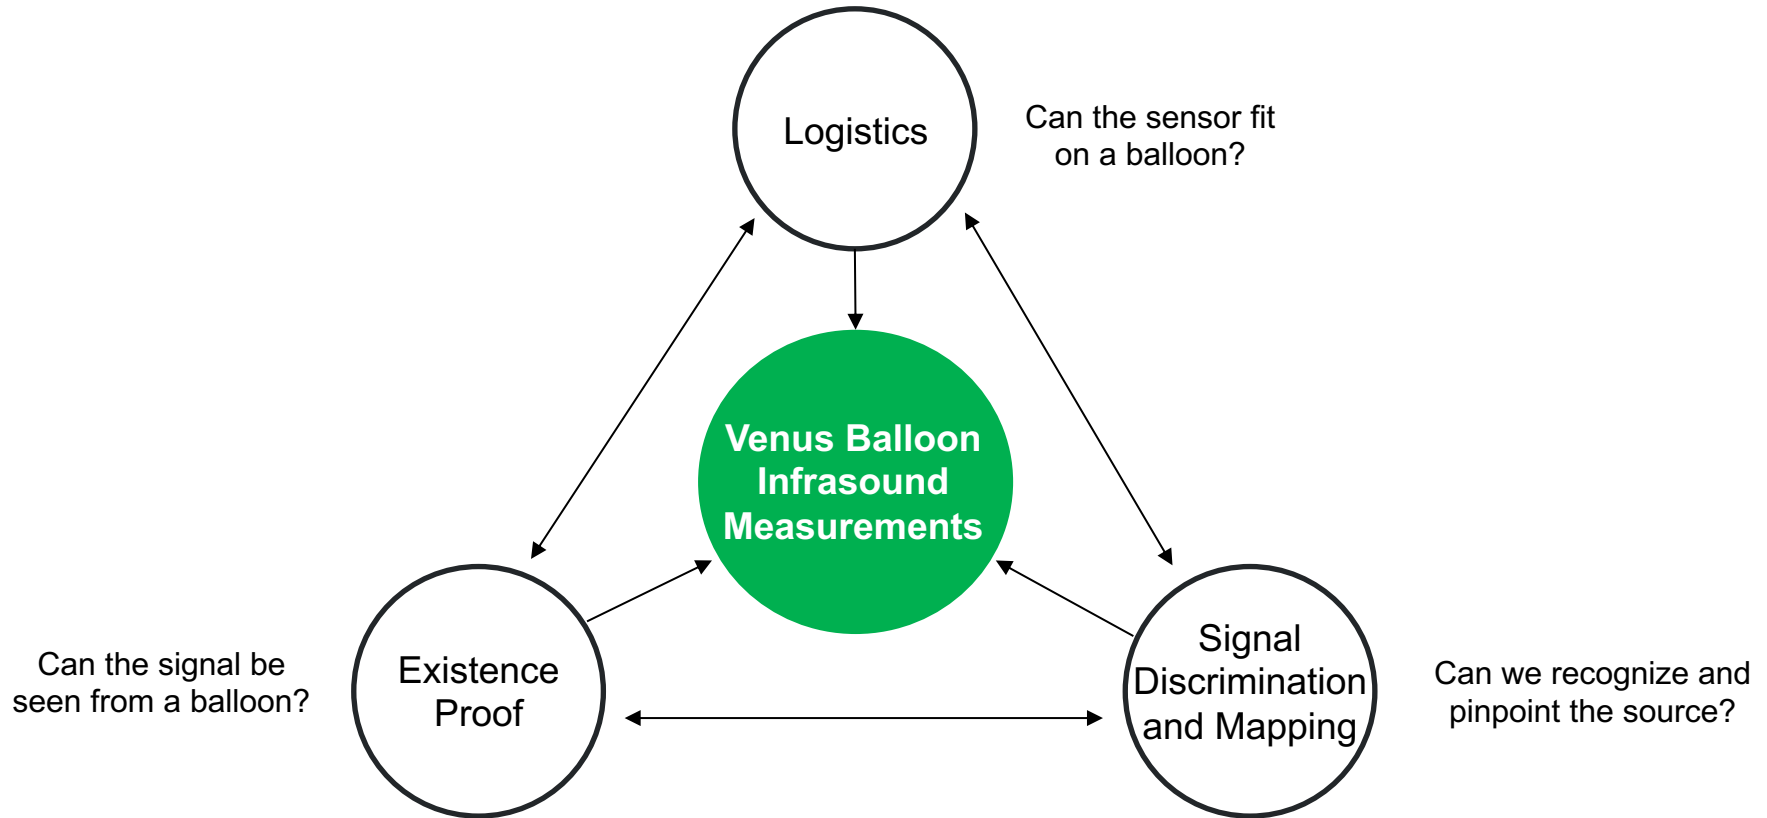 Logistics
Can the sensor fit
on a balloon?
Venus Balloon
Infrasound
Measurements
Can the signal be
seen from a balloon?
Existence
Proof
Signal
Discrimination
and Mapping
Can we recognize and
pinpoint the source?